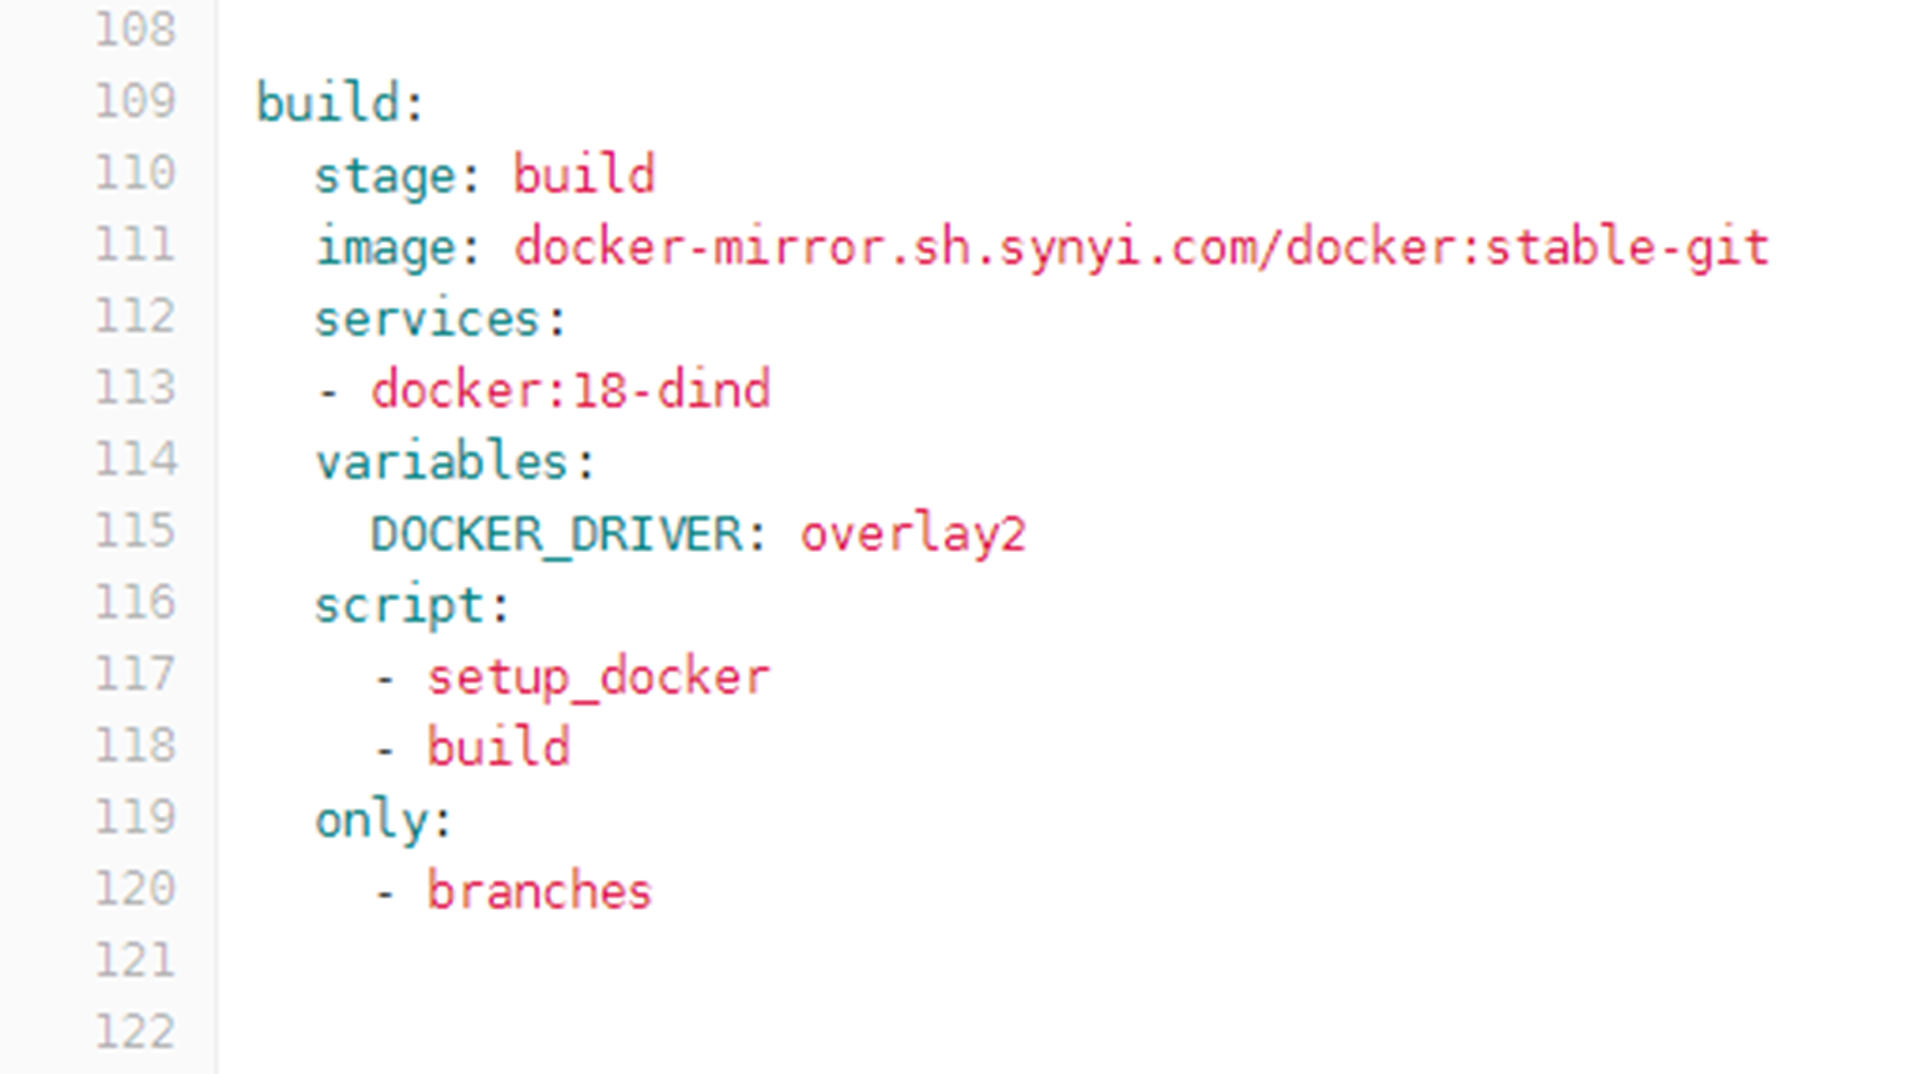 108
109 build:
110   stage: build
111   image: docker-mirror.sh.synyi.com/docker:stable-git
112   services:
113   - docker:18-dind
114   variables:
115     DOCKER_DRIVER: overlay2
116   script:
117     - setup_docker
118     - build
119   only:
120     - branches
121
122